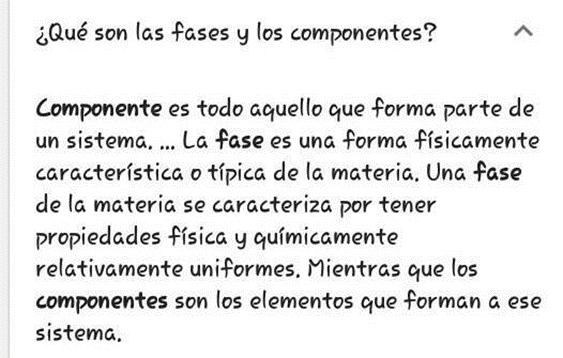 ¿Qué son las fases y los componentes?
Componente es todo aquello que forma parte de
un sistema. ... La fase es una forma físicamente
característica o típica de la materia. Una fase
de la materia se caracteriza por tener
propiedades física y químicamente
relativamente uniformes. Mientras que los
componentes son los elementos que forman a ese
sistema.